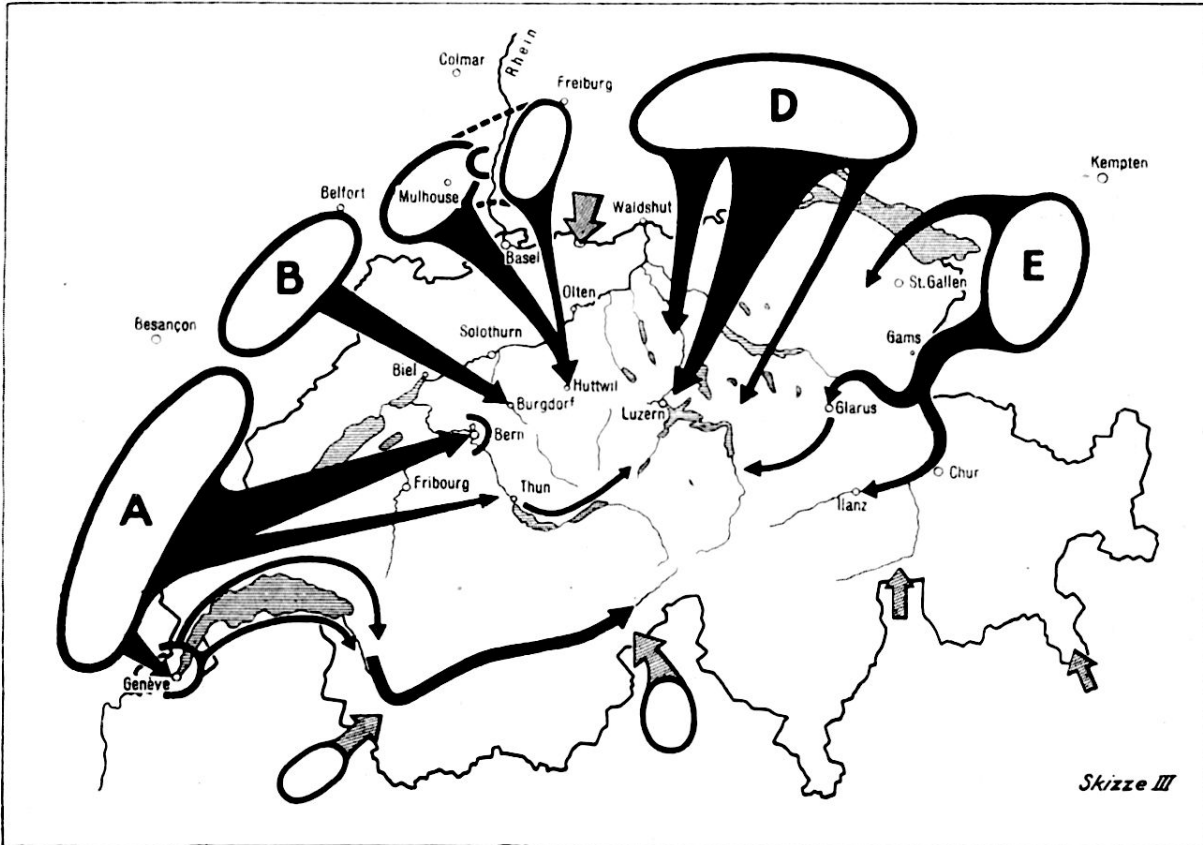 Colmar
Rhein
Freiburg
D
Kempten
Mulhouse
C
Belfort
Waldshut
Basel
B
St. Gallen
E
Olten
Besançon
Solothurn
Gams
Biel
Huttwil
Burgdorf
Luzern
Glarus
Bern
A
Fribourg
Thun
Chur
Ilanz
Genève
Skizze III